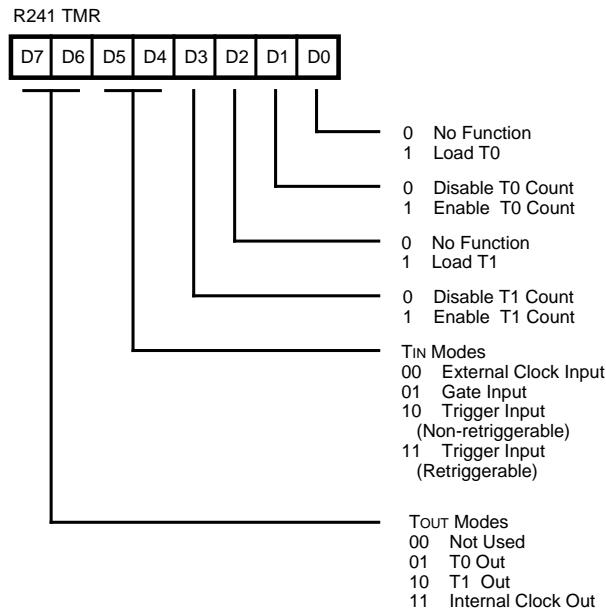 R241 TMR
D7 D6 D5 D4 D3 D2 D1 D0
0 No Function
1 Load T0
0 Disable T0 Count
1 Enable T0 Count
0 No Function
1 Load T1
0 Disable T1 Count
1 Enable T1 Count
TIN Modes
00 External Clock Input
01 Gate Input
10 Trigger Input
(Non-retriggerable)
11 Trigger Input
(Retriggerable)
TOUT Modes
00 Not Used
01 T0 Out
10 T1 Out
11 Internal Clock Out